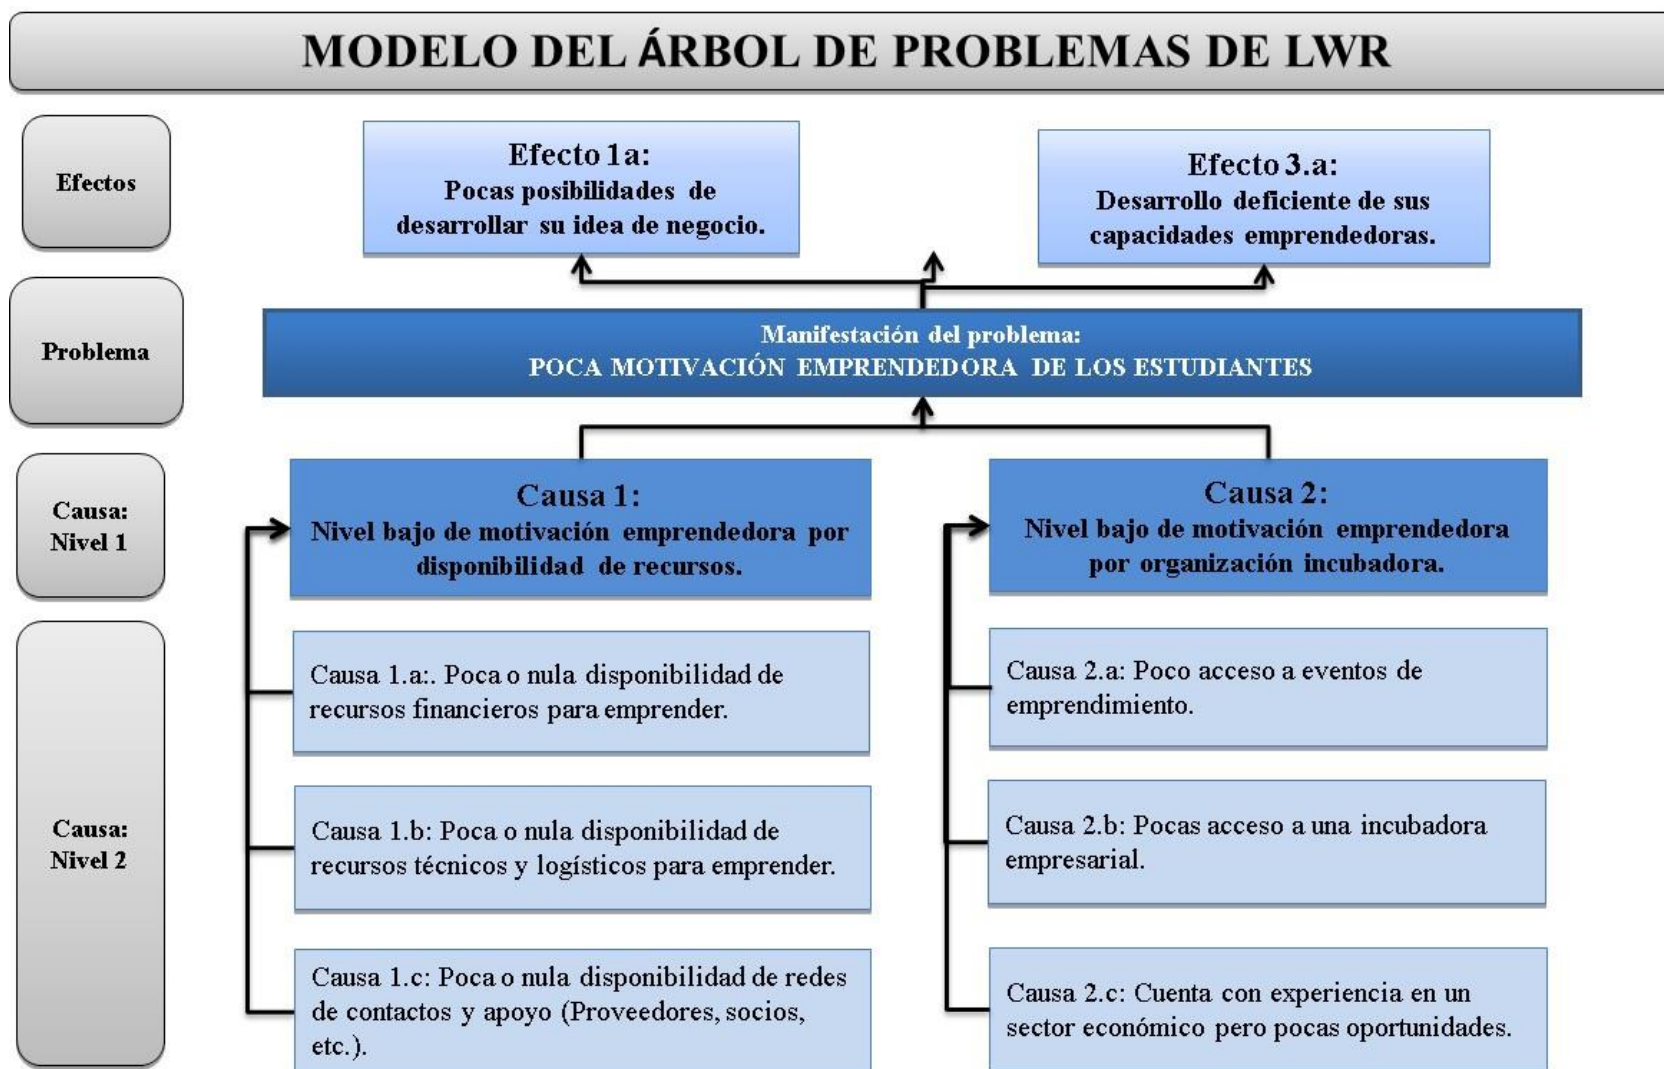 MODELO DEL ÁRBOL DE PROBLEMAS DE LWR
Efectos
Efecto 1a:
Pocas posibilidades de
desarrollar su idea de negocio.
Efecto 3.a:
Desarrollo deficiente de sus
capacidades emprendedoras.
Problema
Manifestación del problema:
POCA MOTIVACIÓN EMPRENDEDORA DE LOS ESTUDIANTES
Causa:
Nivel 1
Causa 1:
Nivel bajo de motivación emprendedora por
disponibilidad de recursos.
Causa 2:
Nivel bajo de motivación emprendedora
por organización incubadora.
Causa:
Nivel 2
Causa 1.a:. Poca o nula disponibilidad de
recursos financieros para emprender.
Causa 2.a: Poco acceso a eventos de
emprendimiento.
Causa 1.b: Poca o nula disponibilidad de
recursos técnicos y logísticos para emprender.
Causa 2.b: Pocas acceso a una incubadora
empresarial.
Causa 1.c: Poca o nula disponibilidad de redes
de contactos y apoyo (Proveedores, socios,
etc.).
Causa 2.c: Cuenta con experiencia en un
sector económico pero pocas oportunidades.